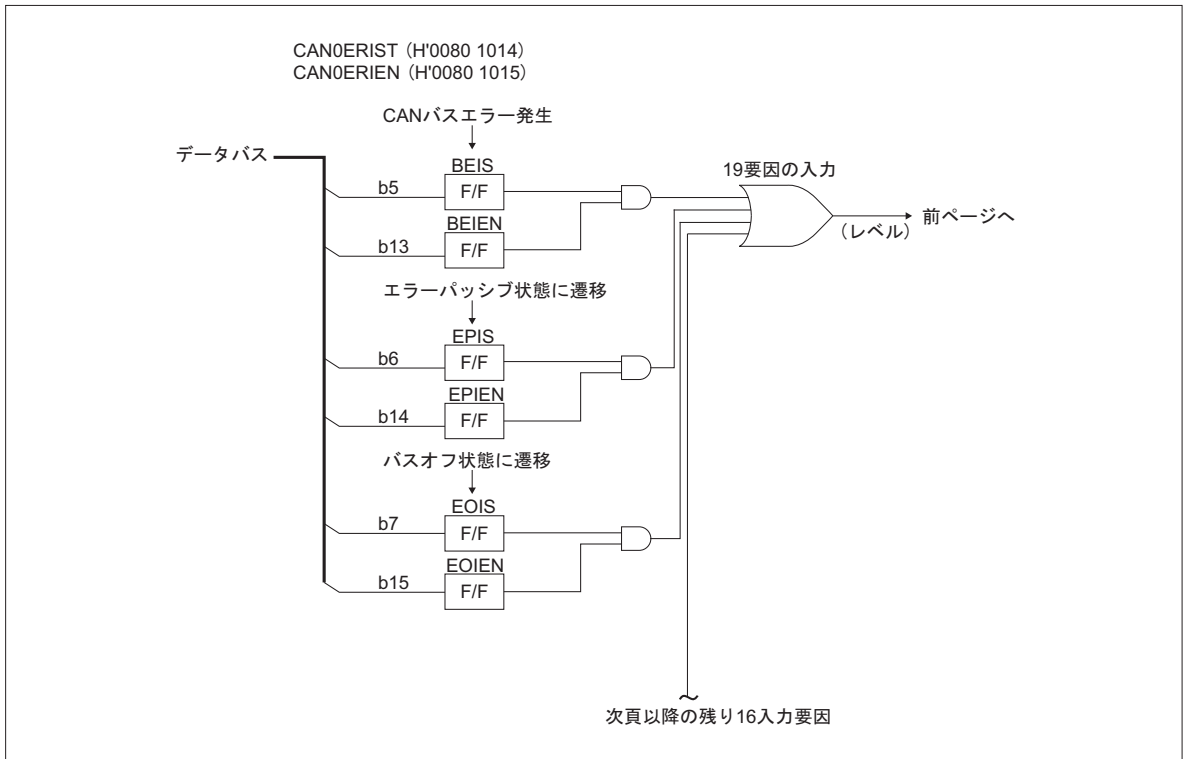 CAN0ERIST (H'0080 1014)
CAN0ERIEN (H'0080 1015)
CANバスエラー発生
データバス
BEIS
19要因の入力
b5
F/F
前ページへ
BEIEN
(レベル)
b13
F/F
エラーパッシブ状態に遷移
EPIS
b6
F/F
EPIEN
b14
F/F
バスオフ状態に遷移
EOIS
b7
F/F
EOIEN
b15
F/F
次頁以降の残り16入力要因